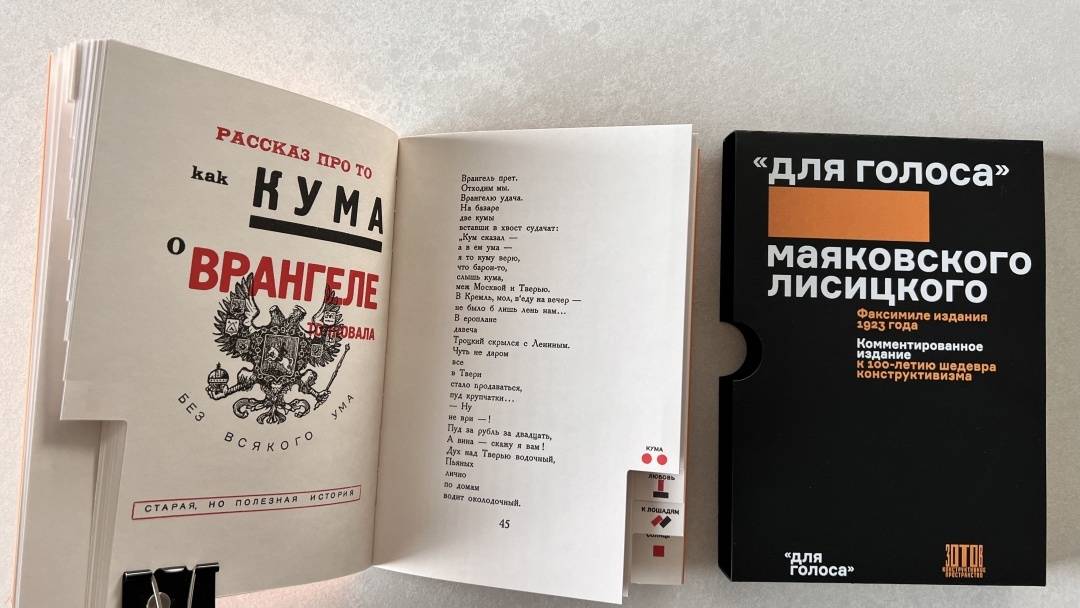 РАССКАЗ ПРО ТО
как
КУМА
о
ВРАНГЕЛЕ
ТОЛКОВАЛА
БЕЗ ВСЯКОГО УМА
СТАРАЯ, НО ПОЛЕЗНАЯ ИСТОРИЯ
Врангель прет.
Отходим мы.
Врангелю удача.
На базаре
две кумы
вставши в хвост судачат:
„Кум сказал —
а в ем ума —
я то куму верю,
что барон-то,
слышь кума,
меж Москвой и Тверью.
В Кремль, мол, в'еду на вечер —
не было б лишь лень нам...
В ероплане
давеча
Троцкий скрылся с Лениным.
Чуть не даром
все
в Твери
стало продаваться,
пуд крупчатки...
— Ну
не ври — !
Пуд за рубль за двадцать,
А вина — скажу я вам !
Дух над Тверью водочный,
Пьяных
лично
по домам
водит околодочный.
45
КУМА
ЛЮБОВЬ
К ЛОШАДЯМ
СОЛНЦЕ
“ДЛЯ ГОЛОСА”
МАЯКОВСКОГО
ЛИСИЦКОГО
Факсимиле издания
1923 года
Комментированное
издание
к 100-летию шедевра
конструктивизма
“ДЛЯ
ГОЛОСА”
ЗОТОВ
КОНСТРУКТИВНОЕ
ПРОСТРАНСТВО